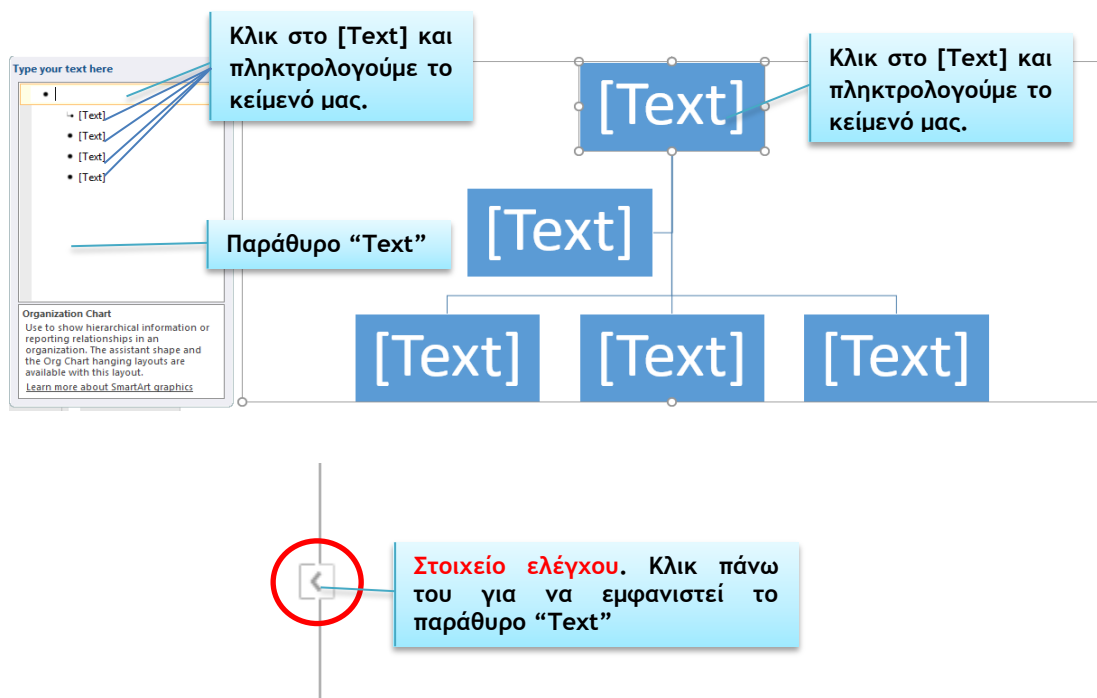 Κλικ στο [Text] και
πληκτρολογούμε το
κείμενό μας.
Κλικ στο [Text] και
πληκτρολογούμε το
κείμενό μας.
Type your text here
[Text]
[Text]
[Text]
[Text]
Παράθυρο “Text”
Organization Chart
Use to show hierarchical information or
reporting relationships in an
organization. The assistant shape and
the Org Chart hanging layouts are
available with this layout.
Learn more about SmartArt graphics
[Text]
[Text]
[Text] [Text] [Text]
Στοιχείο ελέγχου. Κλικ πάνω
του για να εμφανιστεί το
παράθυρο “Text”